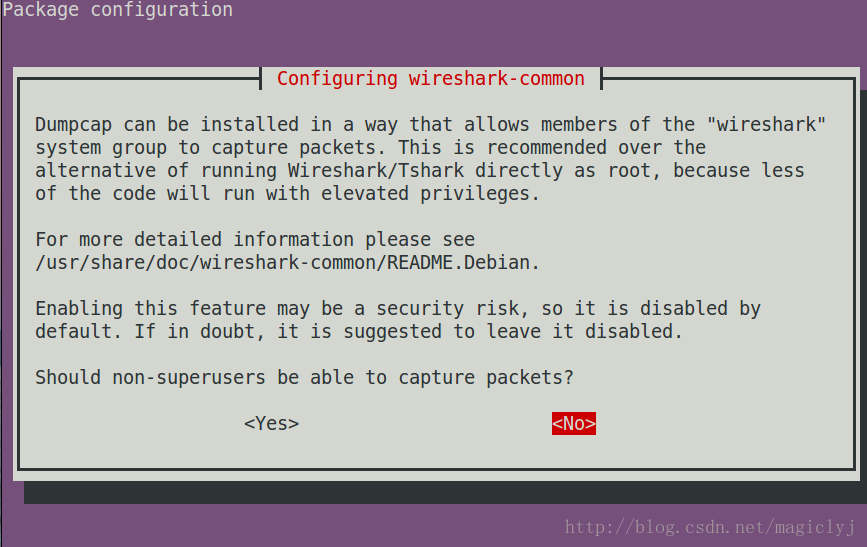 Package configuration
Configuring wireshark-common
Dumpcap can be installed in a way that allows members of the "wireshark"
system group to capture packets. This is recommended over the
alternative of running Wireshark/Tshark directly as root, because less
of the code will run with elevated privileges.
For more detailed information please see
/usr/share/doc/wireshark-common/README.Debian.
Enabling this feature may be a security risk, so it is disabled by
default. If in doubt, it is suggested to leave it disabled.
Should non-superusers be able to capture packets?
<Yes> <No>
http://blog.csdn.net/magiclyj